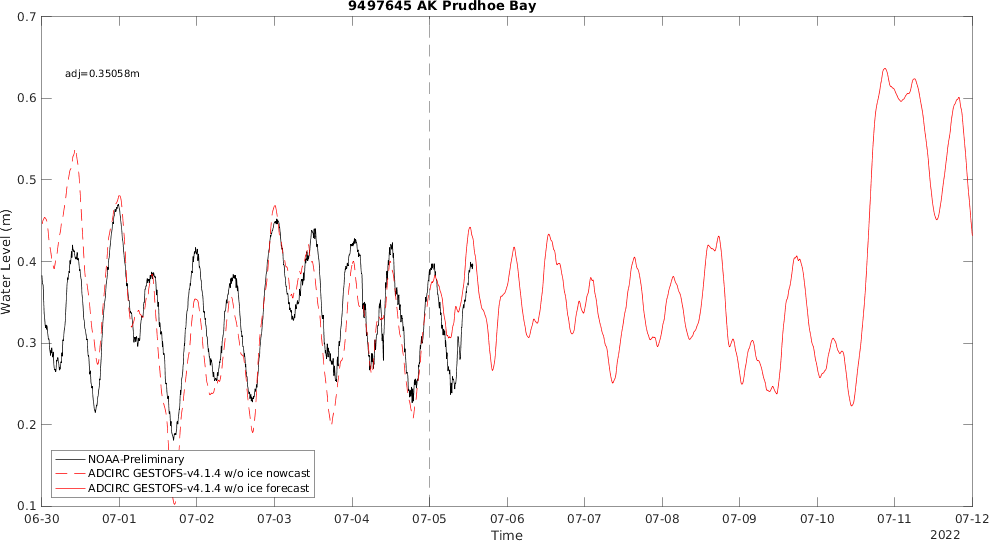 9497645 AK Prudhoe Bay
0.7
0.6
0.5
0.4
0.3
0.2
0.1
Water Level (m)
adj=0.35058m
NOAA-Preliminary
ADCIRC GESTOFS-v4.1.4 w/o ice nowcast
ADCIRC GESTOFS-v4.1.4 w/o ice forecast
06-30 07-01 07-02 07-03 07-04 07-05 07-06 07-07 07-08 07-09 07-10 07-11 07-12
Time
2022